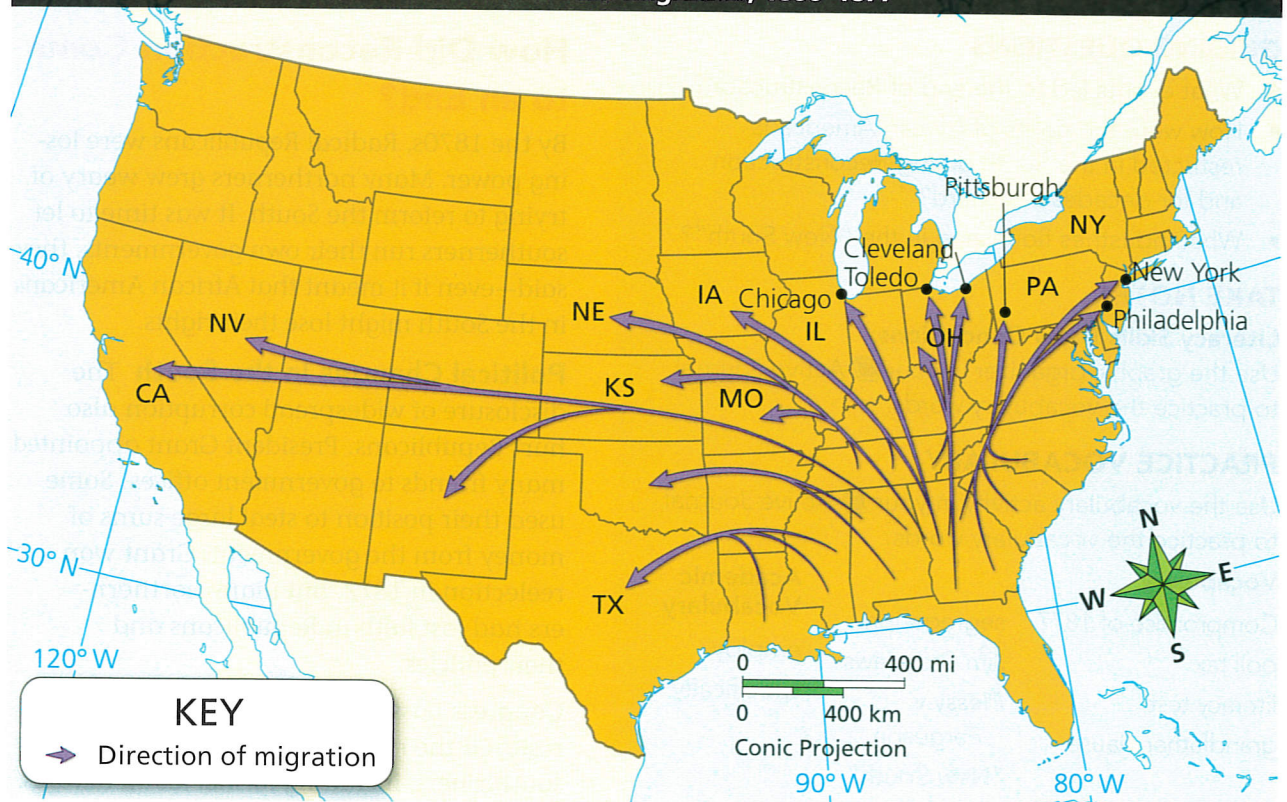 Pittsburgh
NY
Cleveland
40° N
New York
Toledo
PA
IA
Chicago
NE
Philadelphia
NV
IL
OH
KS
CA
MO
N
30° N
E
W
TX
S
120° W
0 400 mi
0 400 km
Conic Projection
KEY
Direction of migration
90° W
80° W